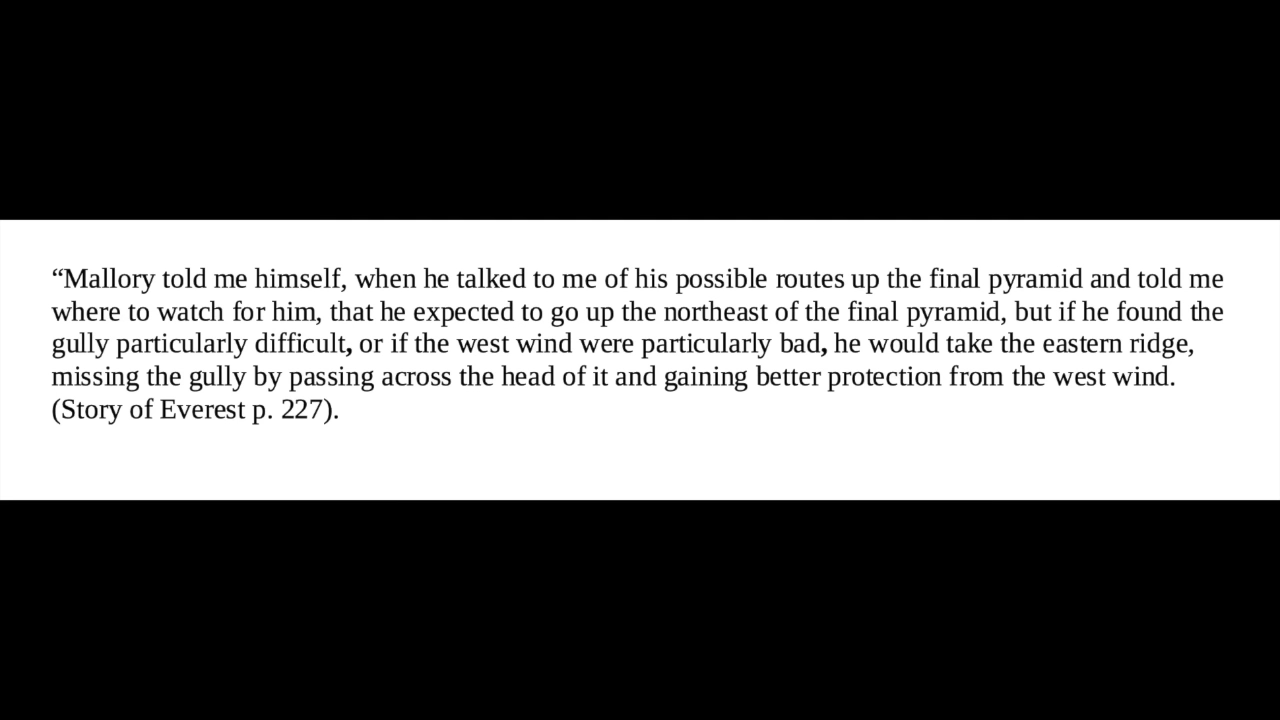 “Mallory told me himself, when he talked to me of his possible routes up the final pyramid and told me
where to watch for him, that he expected to go up the northeast of the final pyramid, but if he found the
gully particularly difficult, or if the west wind were particularly bad, he would take the eastern ridge,
missing the gully by passing across the head of it and gaining better protection from the west wind.
(Story of Everest p. 227).